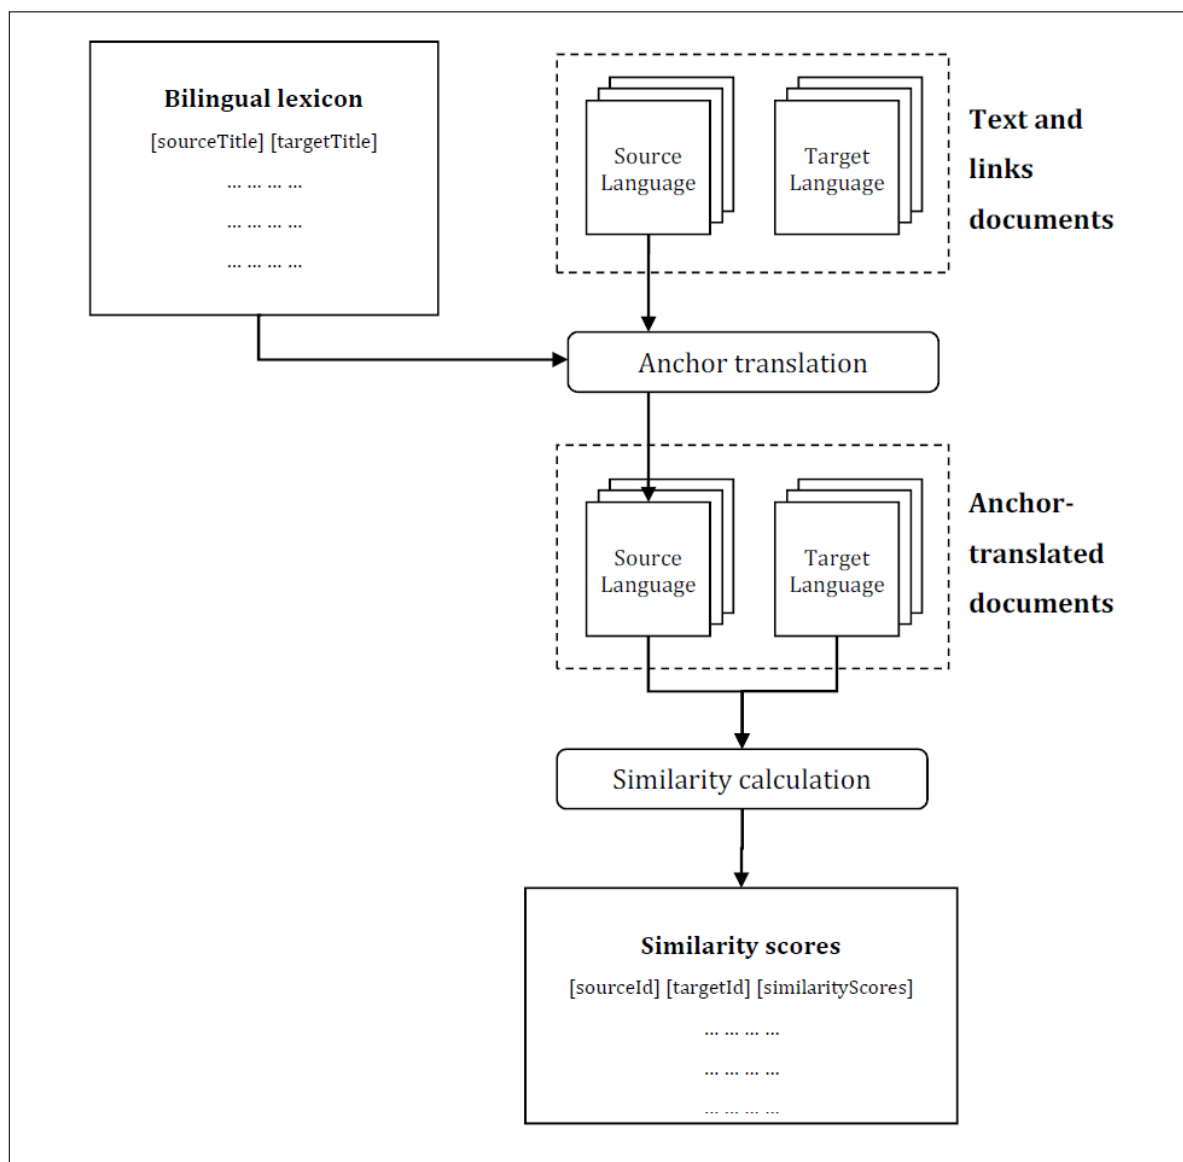 Bilingual lexicon
[sourceTitle] [targetTitle]
... ... ... ...
... ... ... ...
... ... ... ...
Source
Language
Target
Language
Text and
links
documents
Anchor translation
Source
Language
Target
Language
Anchor-
translated
documents
Similarity calculation
Similarity scores
[sourceId] [targetId] [similarityScores]
... ... ... ...
... ... ... ...
... ... ... ...